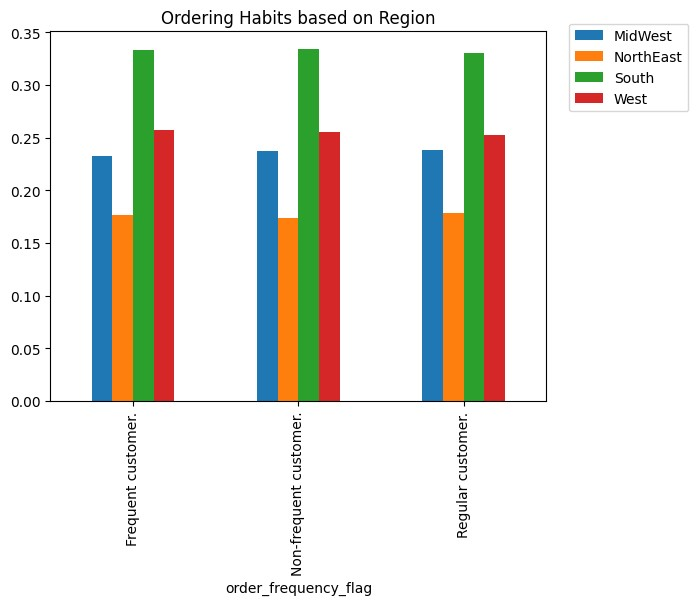 Ordering Habits based on Region
MidWest
NorthEast
South
West
0.35
0.30
0.25
0.20
0.15
0.10
0.05
0.00
Frequent customer.
Non-frequent customer.
Regular customer.
order_frequency_flag